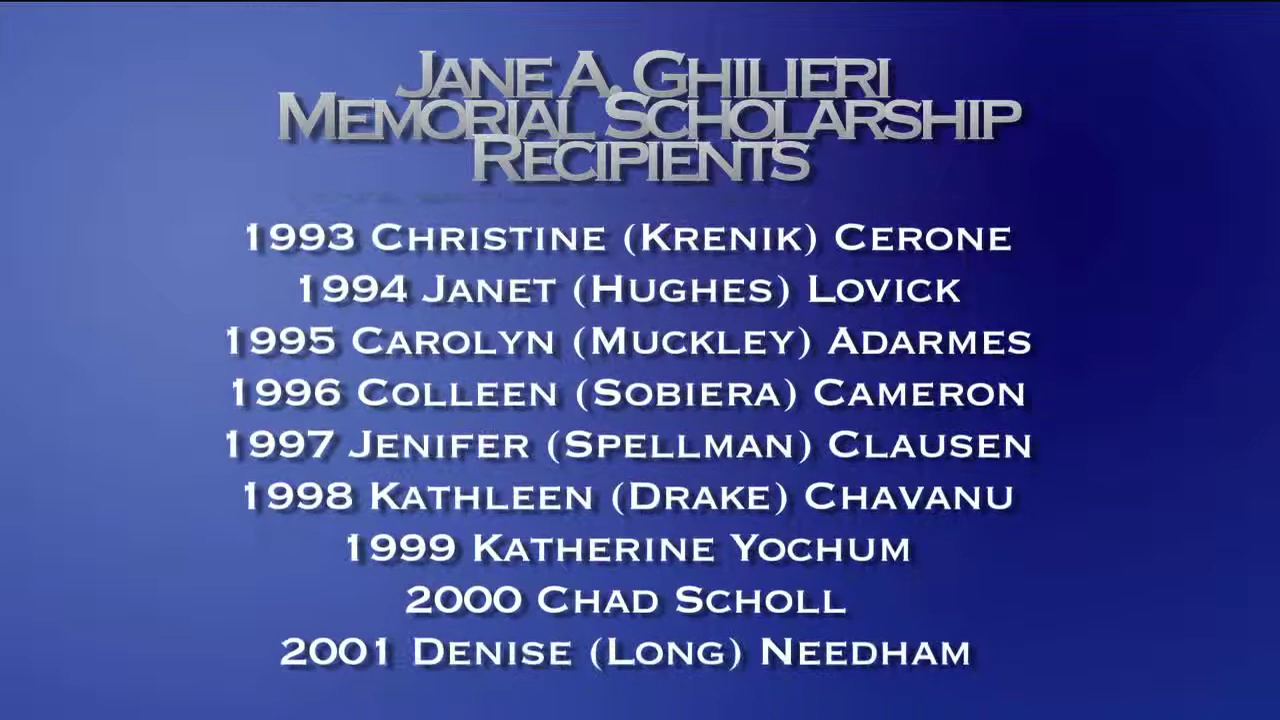 JANE A. GHILIERI
MEMORIAL SCHOLARSHIP
RECIPIENTS
1993 CHRISTINE (KRENIK) CERONE
1994 JANET (HUGHES) LOVICK
1995 CAROLYN (MUCKLEY) ADARMES
1996 COLLEEN (SOBIERA) CAMERON
1997 JENIFER (SPELLMAN) CLAUSEN
1998 KATHLEEN (DRAKE) CHAVANU
1999 KATHERINE YOCHUM
2000 CHAD SCHOLL
2001 DENISE (LONG) NEEDHAM